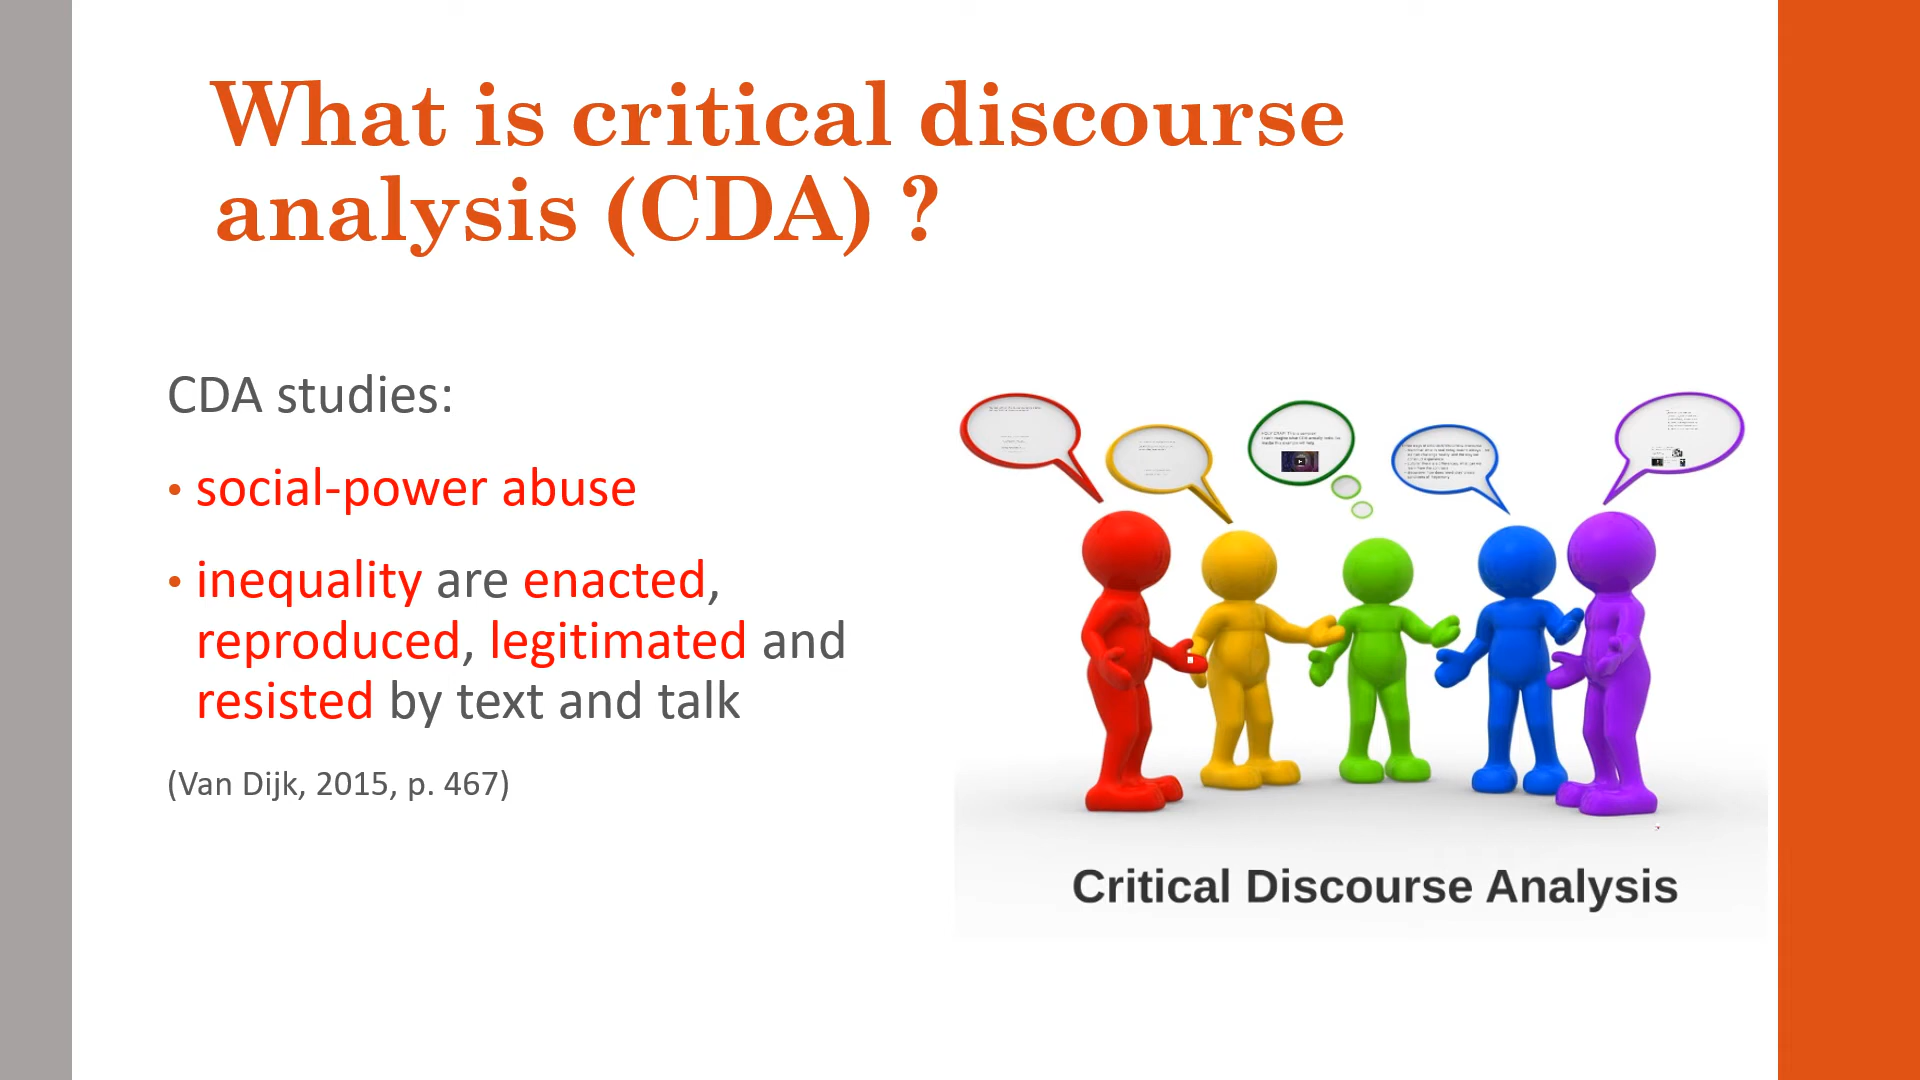 What is critical discourse
analysis (CDA) ?
CDA studies:
• social-power abuse
• inequality are enacted,
reproduced, legitimated and
resisted by text and talk
(Van Dijk, 2015, p. 467)
Critical Discourse Analysis